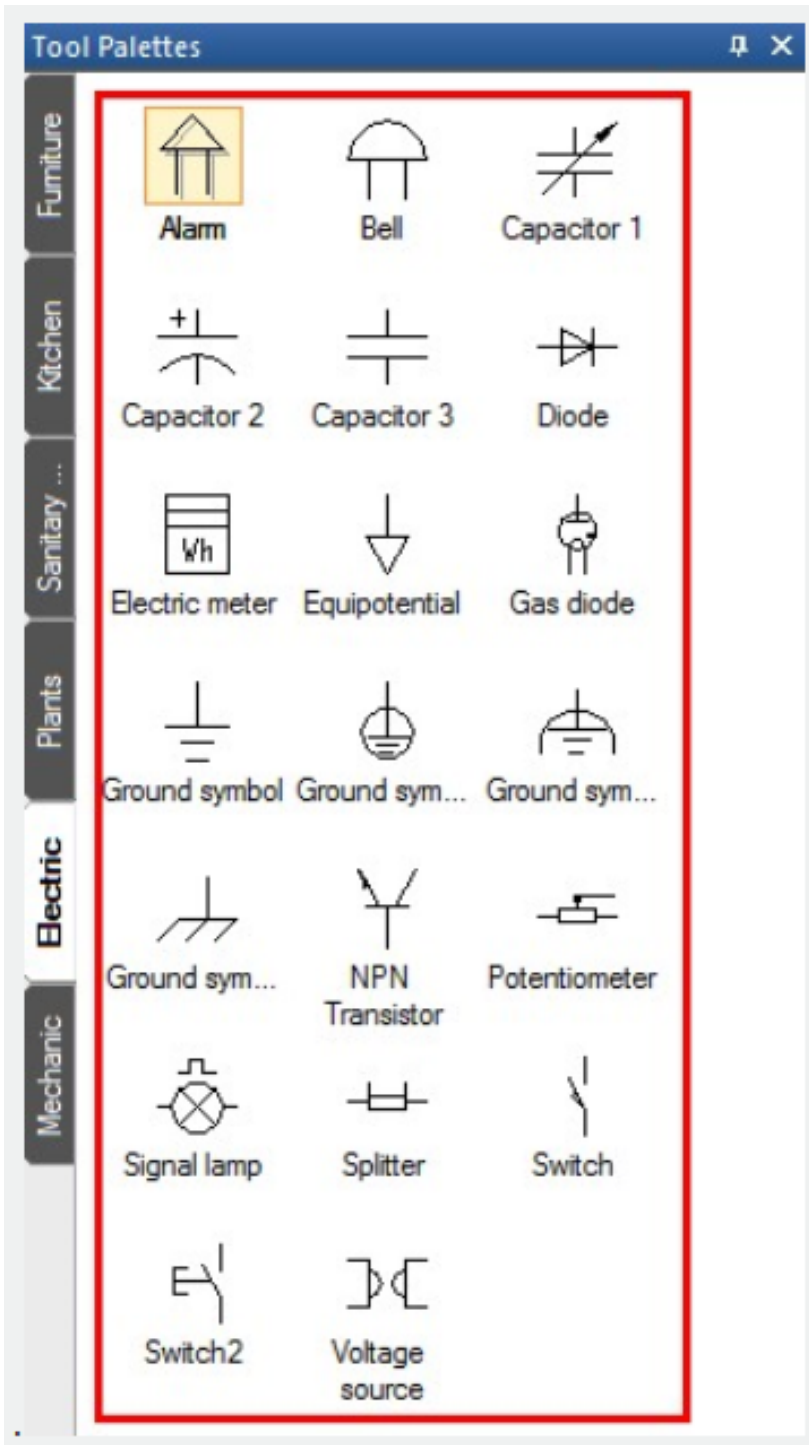 Tool Palettes
Furniture
Kitchen
Sanitary ...
Plants
Electric
Mechanic
Alarm
Bell
Capacitor 1
+
Capacitor 2
Capacitor 3
Diode
Wh
Electric meter
Equipotential
Gas diode
Ground symbol
Ground sym...
Ground sym...
Ground sym...
NPN
Transistor
Potentiometer
Signal lamp
Splitter
Switch
Switch2
Voltage
source